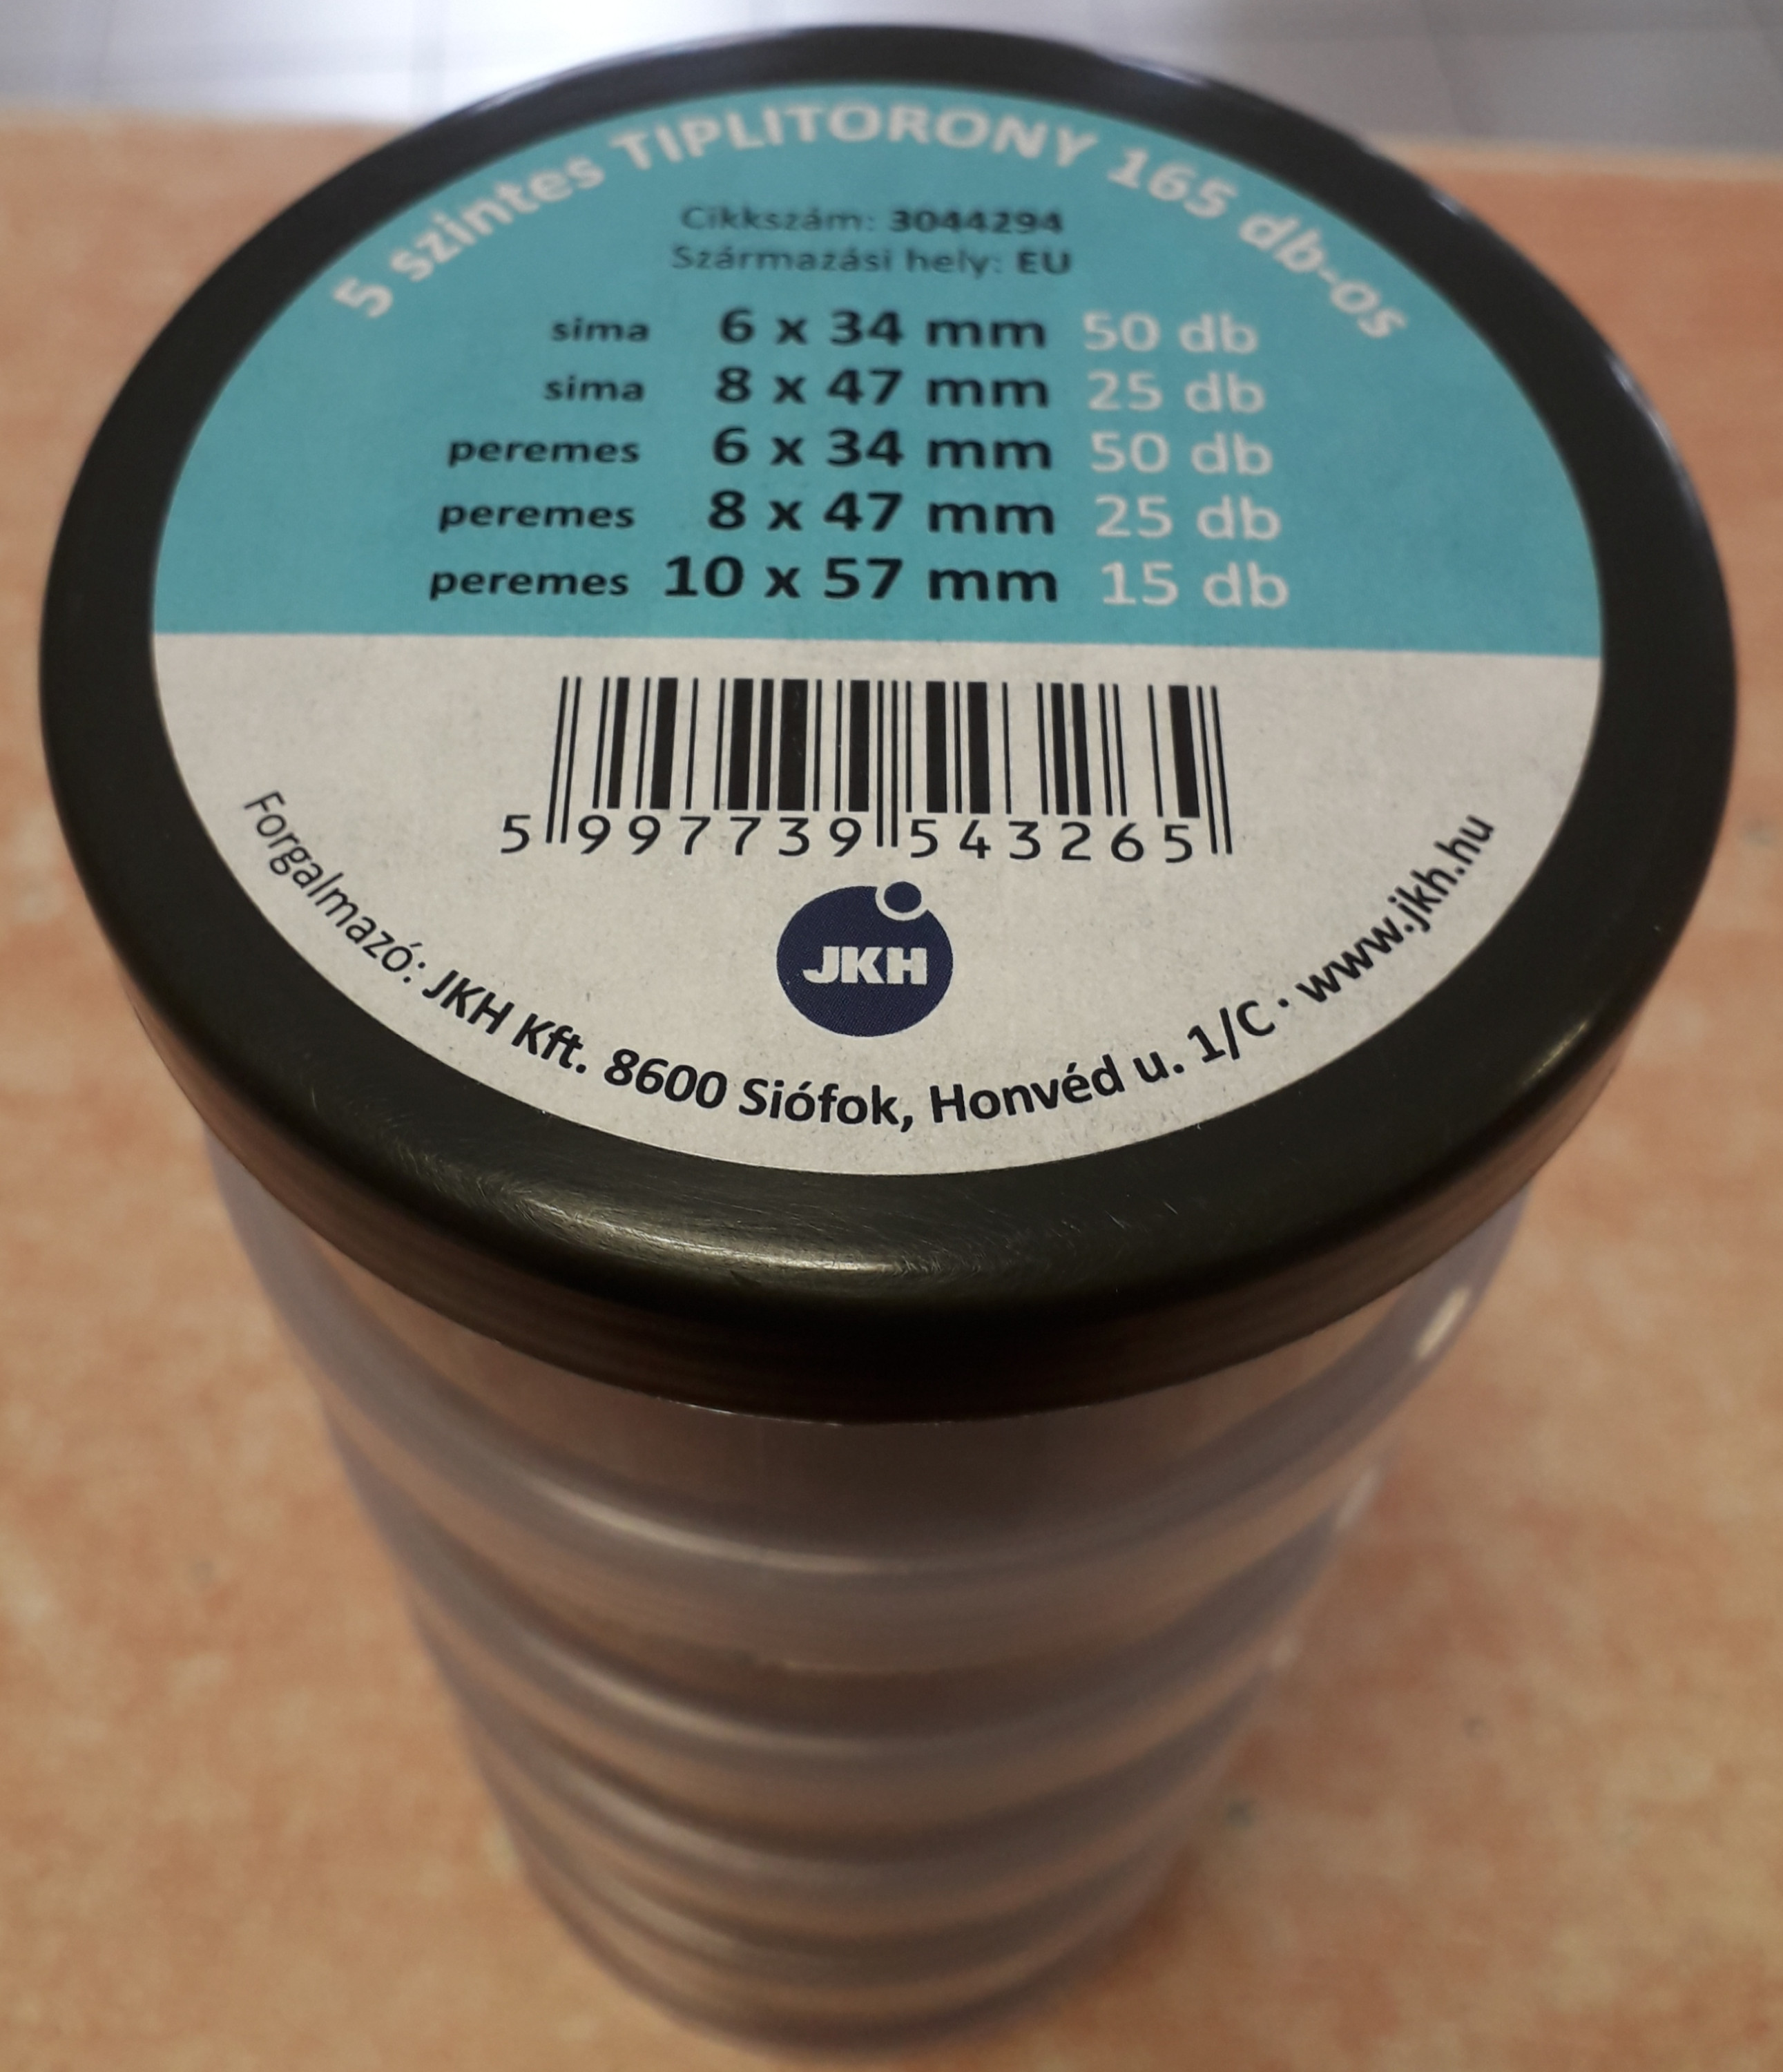 5 szintes TIPLITORONY 165 db-os
Cikkszám: 3044294
Származási hely: EU
sima 6 x 34 mm 50 db
sima 8 x 47 mm 25 db
peremes 6 x 34 mm 50 db
peremes 8 x 47 mm 25 db
peremes 10 x 57 mm 15 db
5 997739 543265
JKH
Forgalmazó: JKH Kft. 8600 Siófok, Honvéd u. 1/C · www.jkh.hu